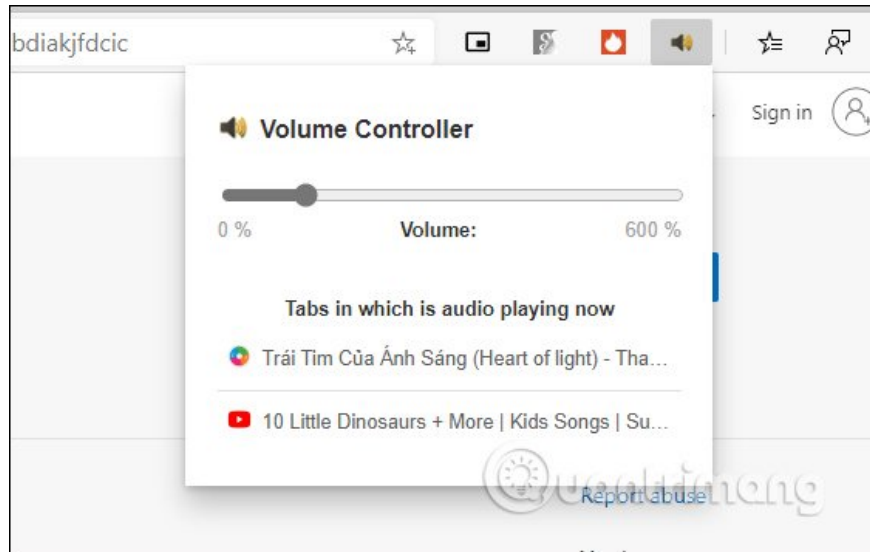 bdiakjfdcic
Sign in
Volume Controller
0 %
Volume:
600 %
Tabs in which is audio playing now
Trái Tim Của Ánh Sáng (Heart of light) - Tha...
10 Little Dinosaurs + More | Kids Songs | Su...
Quantrimang
Report abuse